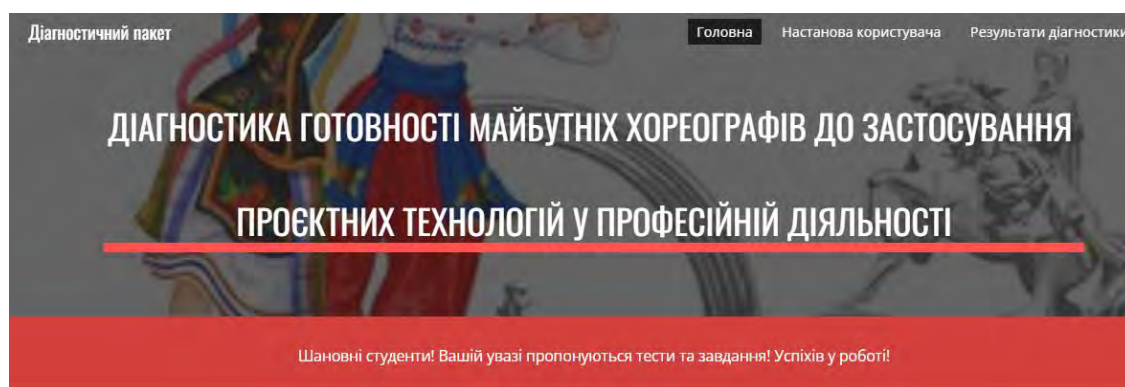 Діагностичний пакет
Головна
Настанова користувача
Результати діагностики
ДІАГНОСТИКА ГОТОВНОСТІ МАЙБУТНІХ ХОРЕОГРАФІВ ДО ЗАСТОСУВАННЯ
ПРОЄКТНИХ ТЕХНОЛОГІЙ У ПРОФЕСІЙНІЙ ДІЯЛЬНОСТІ
Шановні студенти! Вашій увазі пропонуються тести та завдання! Успіхів у роботі!